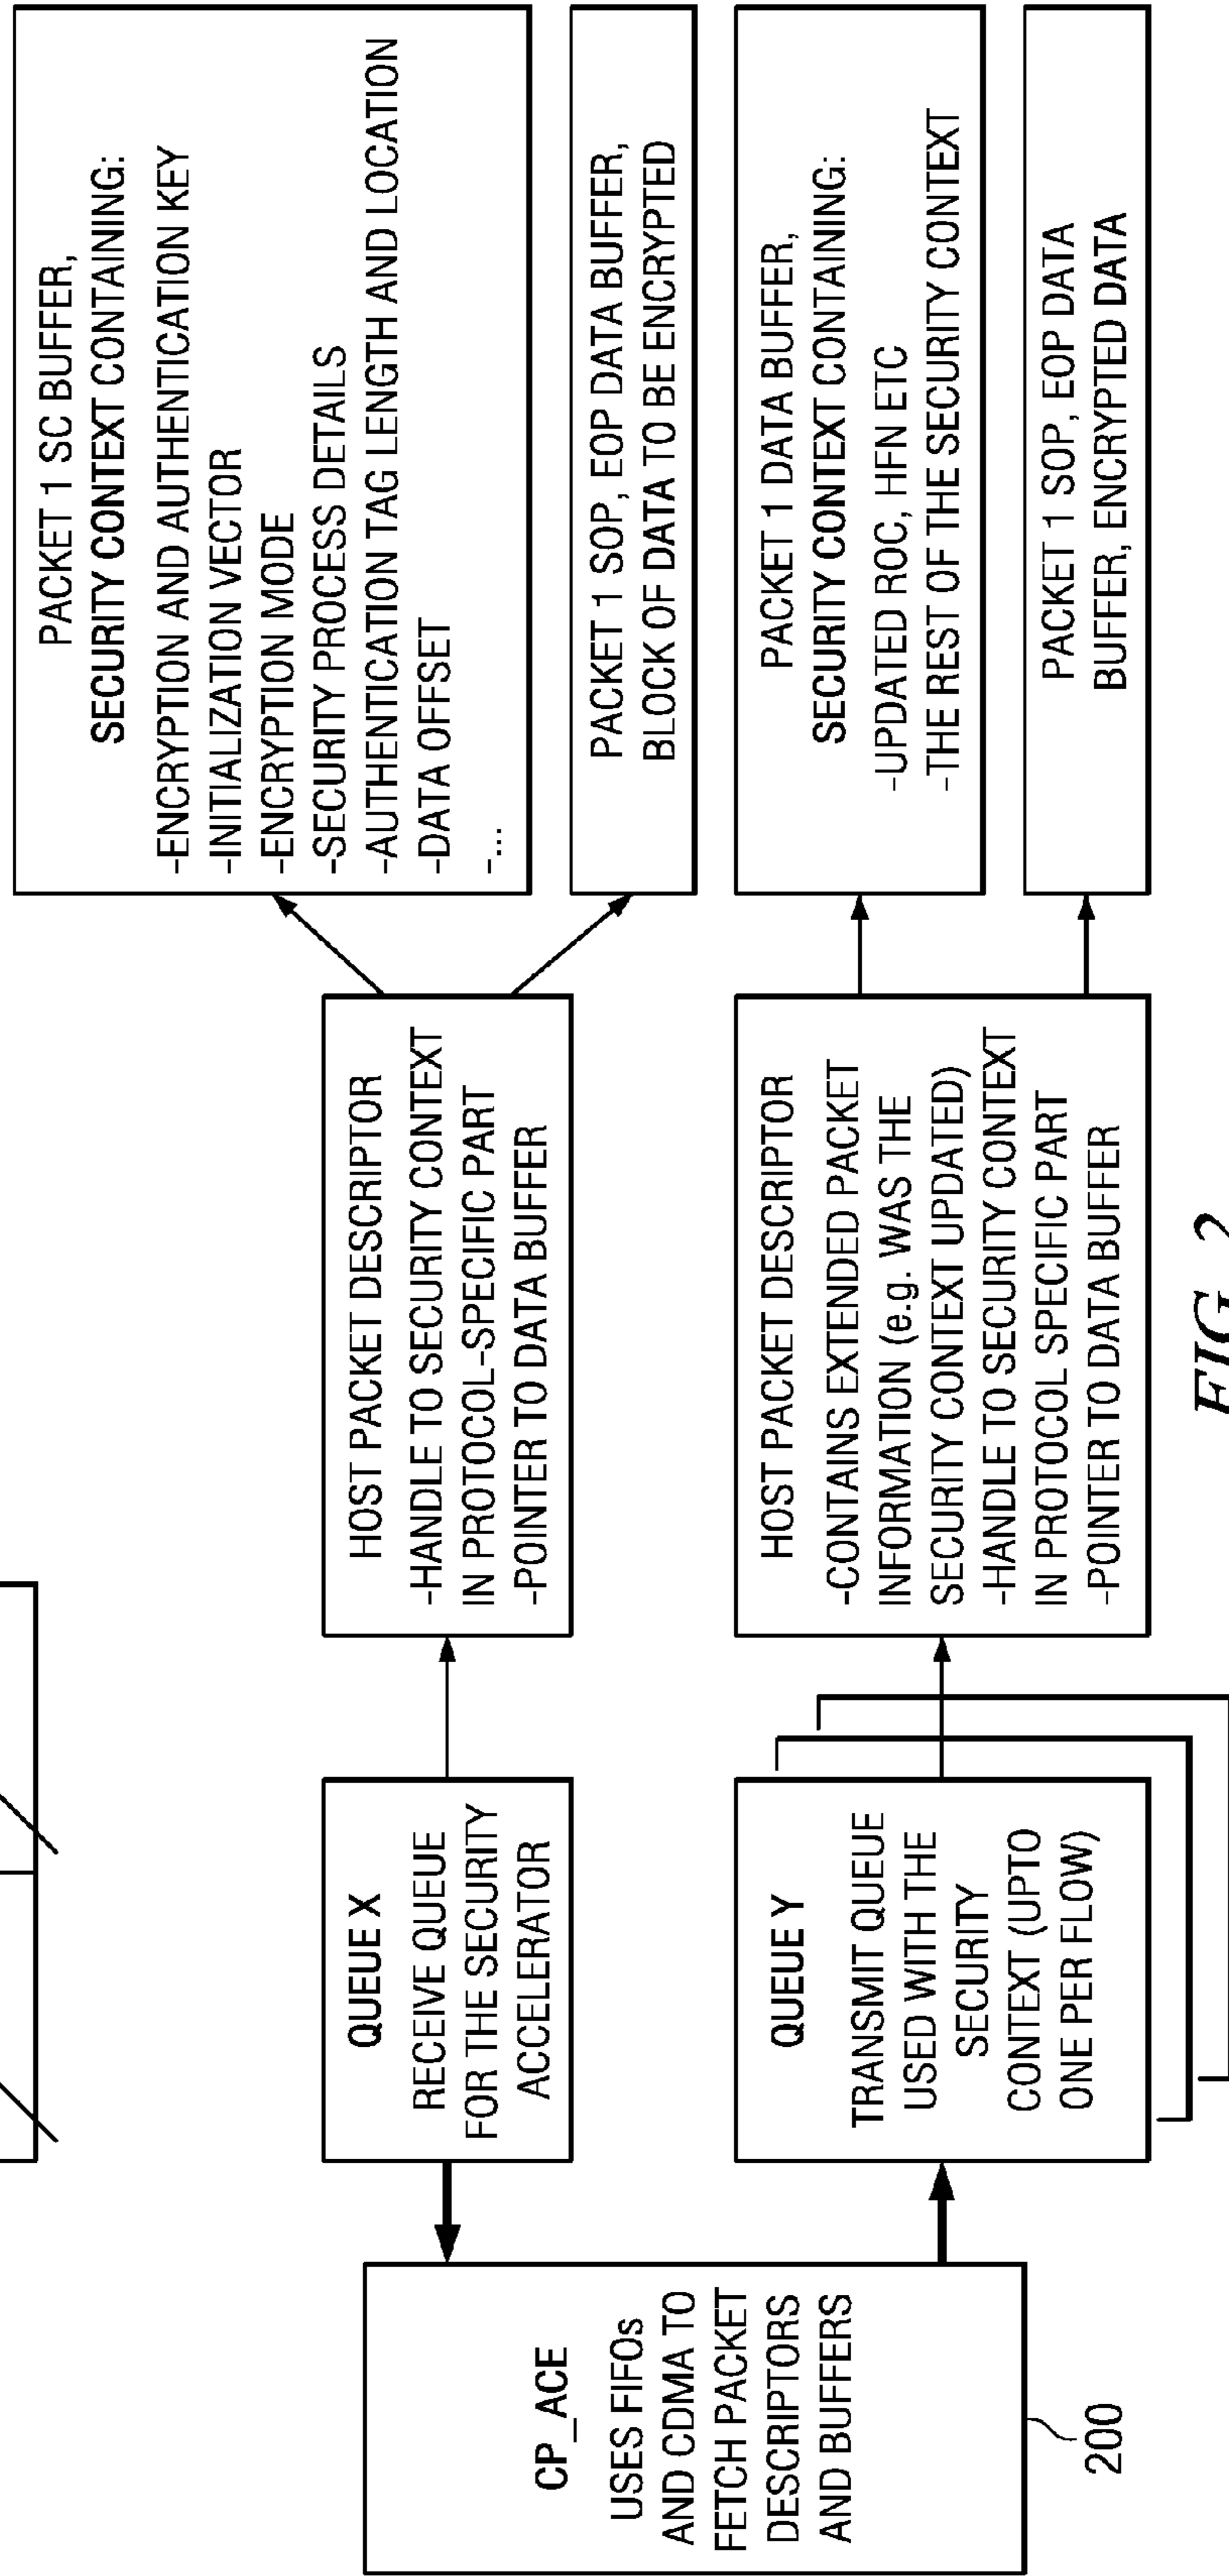 CP_ACE
USES FIFOs
AND CDMA TO
FETCH PACKET
DESCRIPTORS
AND BUFFERS
200
QUEUE X
RECEIVE QUEUE
FOR THE SECURITY
ACCELERATOR
HOST PACKET DESCRIPTOR
-HANDLE TO SECURITY CONTEXT
IN PROTOCOL-SPECIFIC PART
-POINTER TO DATA BUFFER
PACKET 1 SC BUFFER,
SECURITY CONTEXT CONTAINING:
-ENCRYPTION AND AUTHENTICATION KEY
-INITIALIZATION VECTOR
-ENCRYPTION MODE
-SECURITY PROCESS DETAILS
-AUTHENTICATION TAG LENGTH AND LOCATION
-DATA OFFSET
-...
PACKET 1 SOP, EOP DATA BUFFER,
BLOCK OF DATA TO BE ENCRYPTED
QUEUE Y
TRANSMIT QUEUE
USED WITH THE
SECURITY
CONTEXT (UPTO
ONE PER FLOW)
HOST PACKET DESCRIPTOR
-CONTAINS EXTENDED PACKET
INFORMATION (e.g. WAS THE
SECURITY CONTEXT UPDATED)
-HANDLE TO SECURITY CONTEXT
IN PROTOCOL SPECIFIC PART
-POINTER TO DATA BUFFER
PACKET 1 DATA BUFFER,
SECURITY CONTEXT CONTAINING:
-UPDATED ROC, HFN ETC
-THE REST OF THE SECURITY CONTEXT
PACKET 1 SOP, EOP DATA
BUFFER, ENCRYPTED DATA
FIG. 2